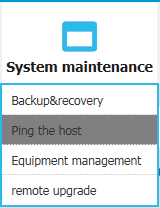 System maintenance
Backup&recovery
Ping the host
Equipment management
remote upgrade